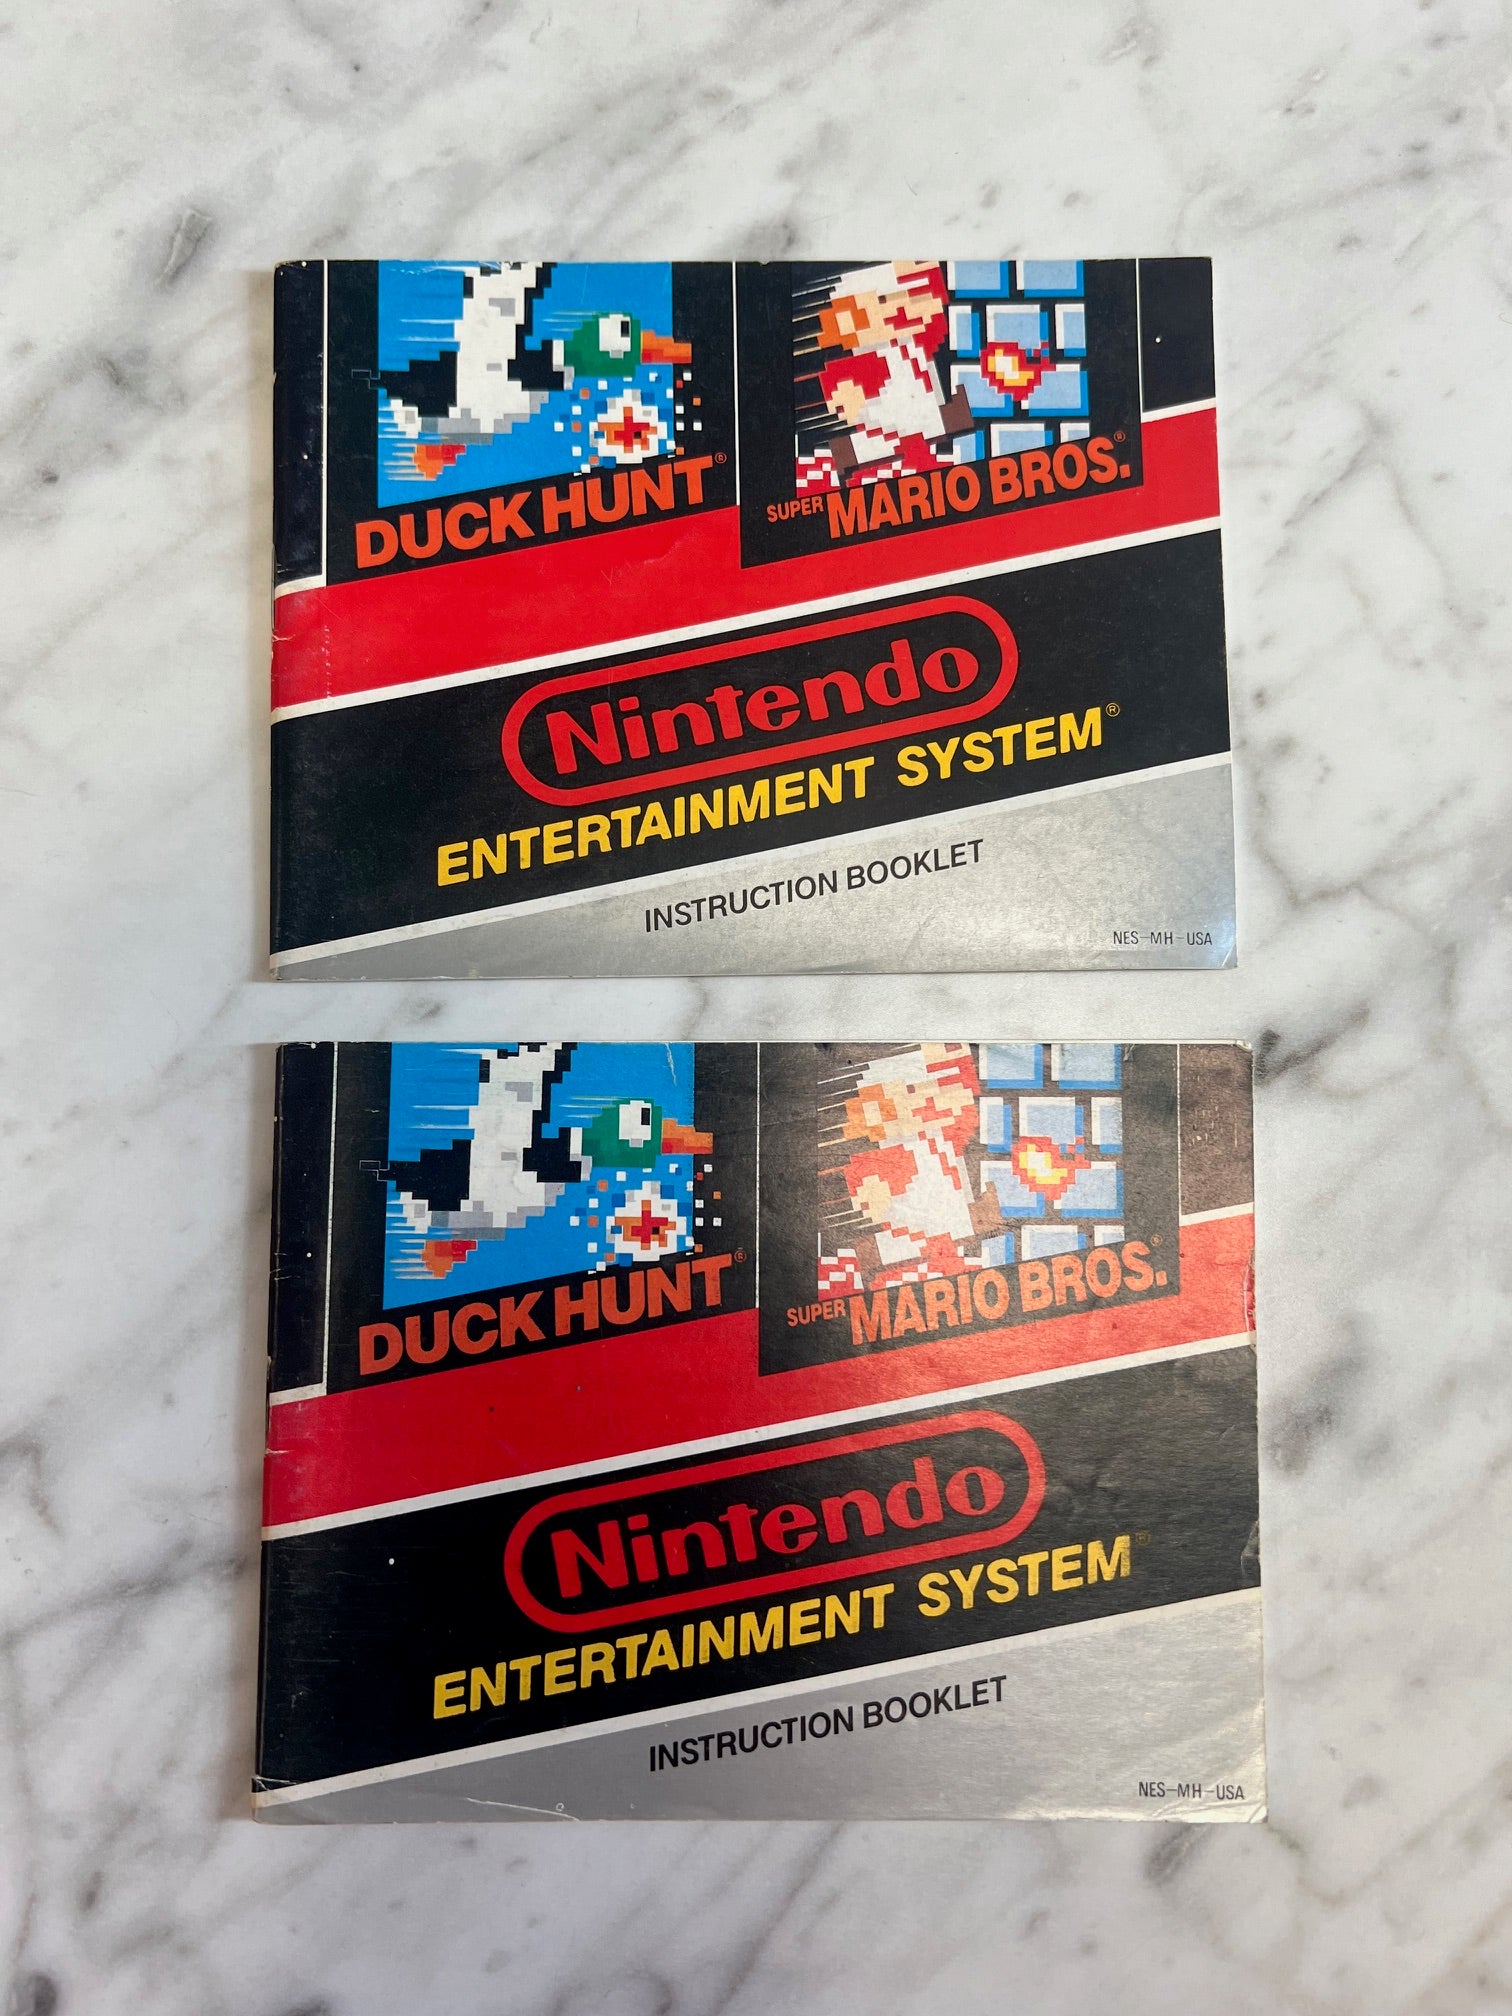 DUCK HUNT®
SUPER MARIO BROS.®
Nintendo
ENTERTAINMENT SYSTEM®
INSTRUCTION BOOKLET
NES-MH-USA
DUCK HUNT®
SUPER MARIO BROS.®
Nintendo
ENTERTAINMENT SYSTEM®
INSTRUCTION BOOKLET
NES-MH-USA